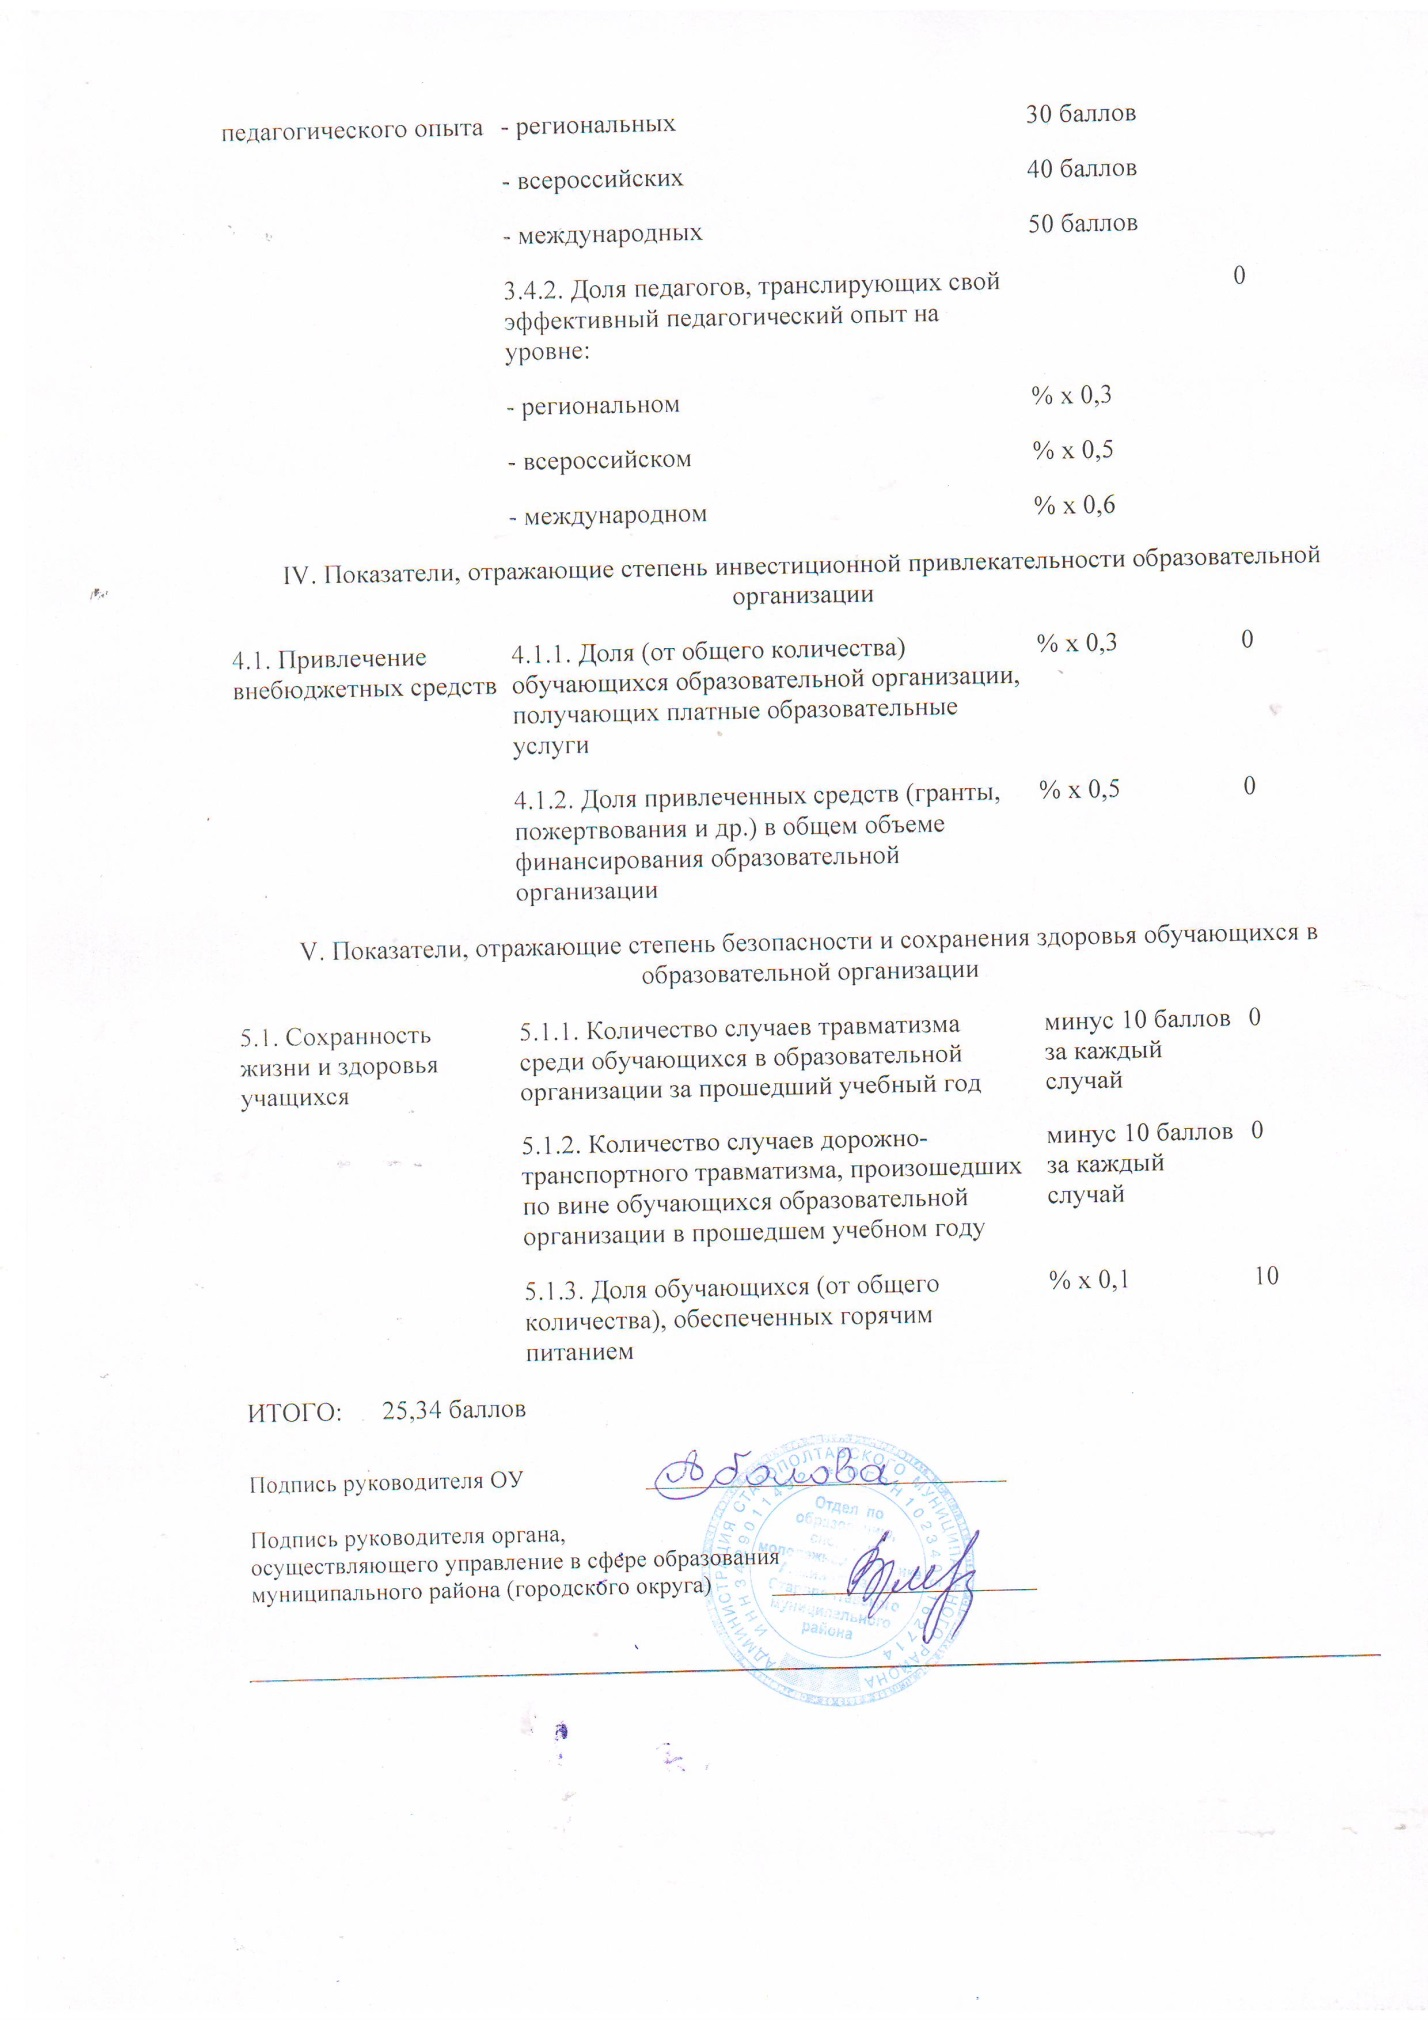 педагогического опыта - региональных 30 баллов
- всероссийских 40 баллов
- международных 50 баллов
3.4.2. Доля педагогов, транслирующих свой 0
эффективный педагогический опыт на
уровне:
- региональном % х 0,3
- всероссийском % х 0,5
- международном % х 0,6
IV. Показатели, отражающие степень инвестиционной привлекательности образовательной
организации
4.1. Привлечение 4.1.1. Доля (от общего количества) % х 0,3 0
внебюджетных средств обучающихся образовательной организации,
получающих платные образовательные
услуги
4.1.2. Доля привлеченных средств (гранты, % х 0,5 0
пожертвования и др.) в общем объеме
финансирования образовательной
организации
V. Показатели, отражающие степень безопасности и сохранения здоровья обучающихся в
образовательной организации
5.1. Сохранность 5.1.1. Количество случаев травматизма минус 10 баллов 0
жизни и здоровья среди обучающихся в образовательной за каждый
учащихся организации за прошедший учебный год случай
5.1.2. Количество случаев дорожно- минус 10 баллов 0
транспортного травматизма, произошедших за каждый
по вине обучающихся образовательной случай
организации в прошедшем учебном году
5.1.3. Доля обучающихся (от общего % х 0,1 10
количества), обеспеченных горячим
питанием
ИТОГО: 25,34 баллов
Подпись руководителя ОУ
Подпись руководителя органа,
осуществляющего управление в сфере образования
муниципального района (городского округа)
Отдел по
муниципального
района